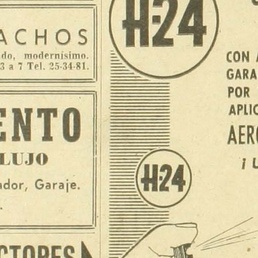 ACHOS
do, modernísimo.
3 a 7 Tel. 25-34-81.
ENTO
LUJO
ador, Garaje.
CTORES
H-24
CON
GARA
POR
APLIC
AERO
¡U
H-24